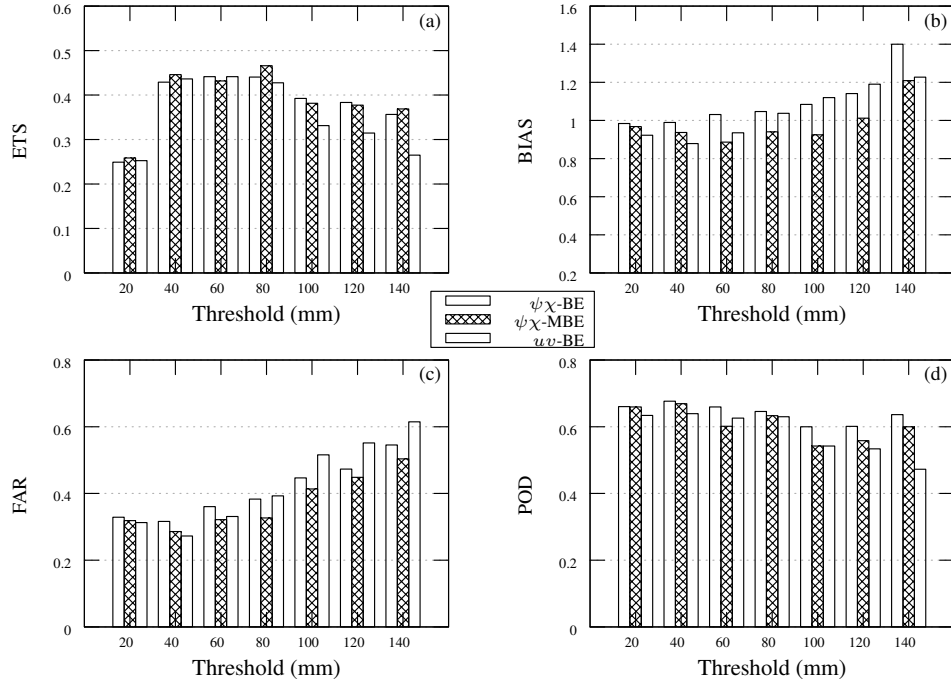 (a)
0.6
0.5
0.4
0.3
0.2
0.1
0
ETS
20 40 60 80 100 120 140
Threshold (mm)
(b)
1.6
1.4
1.2
1
0.8
0.6
0.4
0.2
BIAS
20 40 60 80 100 120 140
Threshold (mm)
ψχ-BE
ψχ-MBE
uv-BE
(c)
0.8
0.6
0.4
0.2
0
FAR
20 40 60 80 100 120 140
Threshold (mm)
(d)
0.8
0.6
0.4
0.2
0
POD
20 40 60 80 100 120 140
Threshold (mm)